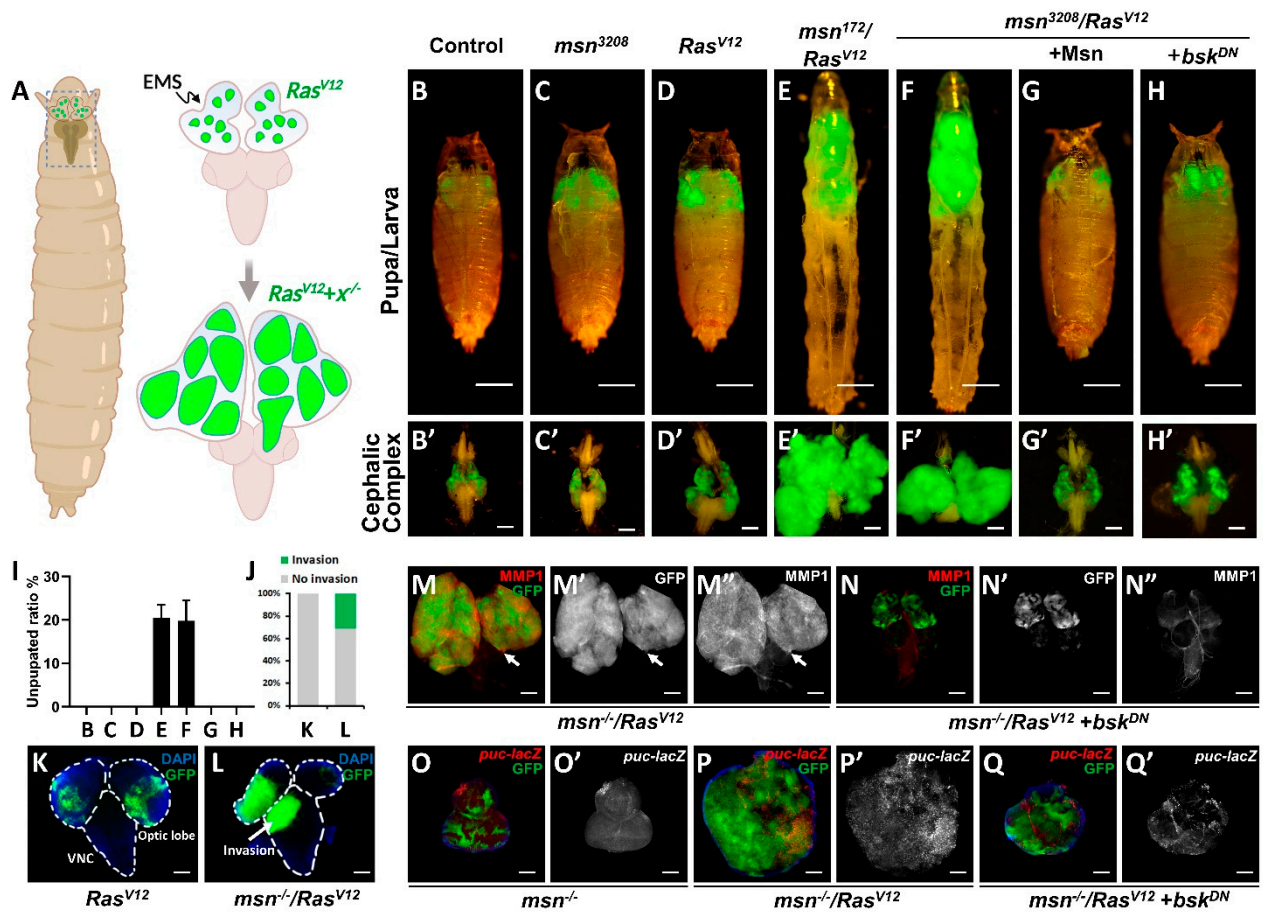 Control
msn3208
RasV12
msn172/
RasV12
msn3208/RasV12
+Msn
+bskDN
A
EMS
RasV12
RasV12+x-/-
Pupa/Larva
B
C
D
E
F
G
H
Cephalic
Complex
B'
C'
D'
E'
F'
G'
H'
I
Unpupated ratio %
30
20
10
0
B C D E F G H
J
Invasion
No invasion
100%
80%
60%
40%
20%
0%
K L
K
DAPI
GFP
Optic lobe
VNC
RasV12
L
DAPI
GFP
Invasion
msn-/-/RasV12
M
MMP1
GFP
M'
GFP
M''
MMP1
msn-/-/RasV12
N
MMP1
GFP
N'
GFP
N''
MMP1
msn-/-/RasV12 +bskDN
O
puc-lacZ
GFP
O'
puc-lacZ
msn-/-
P
puc-lacZ
GFP
P'
puc-lacZ
msn-/-/RasV12
Q
puc-lacZ
GFP
Q'
puc-lacZ
msn-/-/RasV12 +bskDN